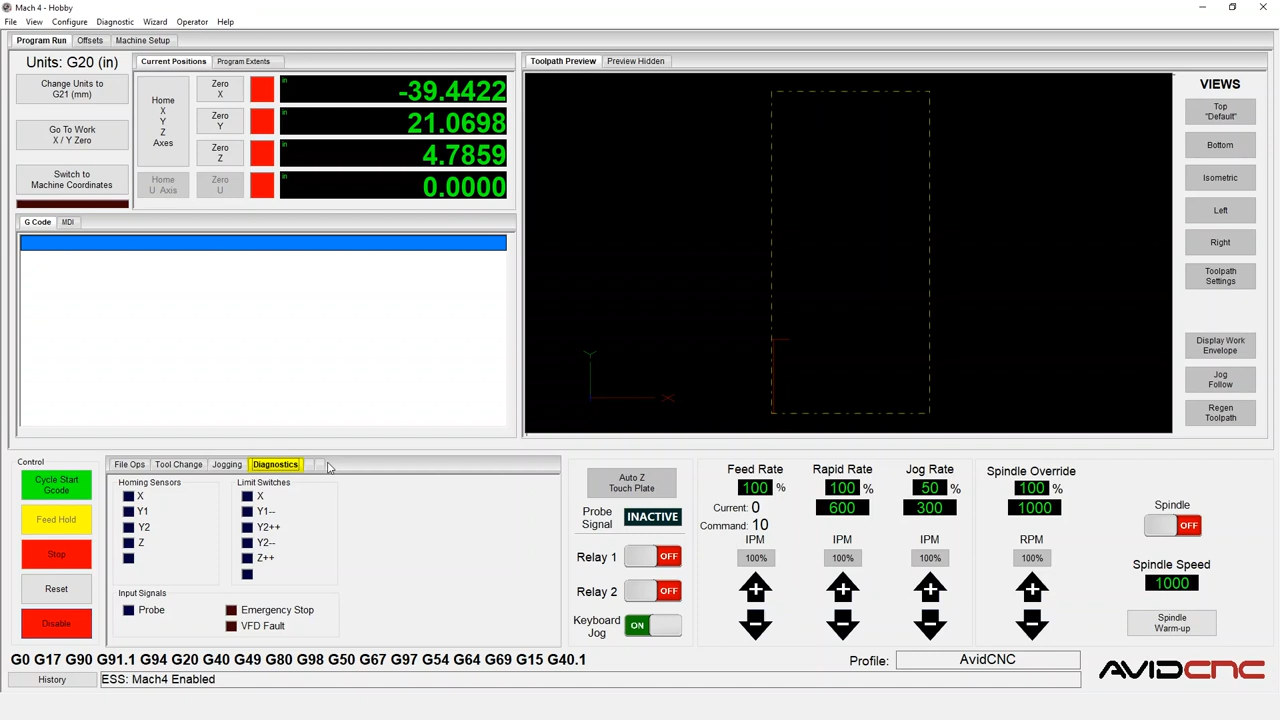 Mach 4 - Hobby
File View Configure Diagnostic Wizard Operator Help
Program Run Offsets Machine Setup
Units: G20 (in)
Change Units to
G21 (mm)
Go To Work
X / Y Zero
Switch to
Machine Coordinates
Current Positions Program Extents
Home
X
Y
Z
Axes
Zero
X
in
-39.4422
Zero
Y
in
21.0698
Zero
Z
in
4.7859
Home
U Axis
Zero
U
in
0.0000
G Code MDI
Toolpath Preview Preview Hidden
VIEWS
Top
"Default"
Bottom
Isometric
Left
Right
Toolpath
Settings
Display Work
Envelope
Jog
Follow
Regen
Toolpath
Y
X
Control
Cycle Start
Gcode
Feed Hold
Stop
Reset
Disable
File Ops Tool Change Jogging Diagnostics
Homing Sensors
X
Y1
Y2
Z
Limit Switches
X
Y1--
Y2++
Y2--
Z++
Input Signals
Probe
Emergency Stop
VFD Fault
Auto Z
Touch Plate
Probe
Signal
INACTIVE
Relay 1 OFF
Relay 2 OFF
Keyboard
Jog
ON
Feed Rate
100 %
Current: 0
Command: 10
IPM
100%
Rapid Rate
100 %
600
IPM
100%
Jog Rate
50 %
300
IPM
100%
Spindle Override
100 %
1000
RPM
100%
Spindle
OFF
Spindle Speed
1000
Spindle
Warm-up
G0 G17 G90 G91.1 G94 G20 G40 G49 G80 G98 G50 G67 G97 G54 G64 G69 G15 G40.1
Profile: AvidCNC
History ESS: Mach4 Enabled
AVIDCNC